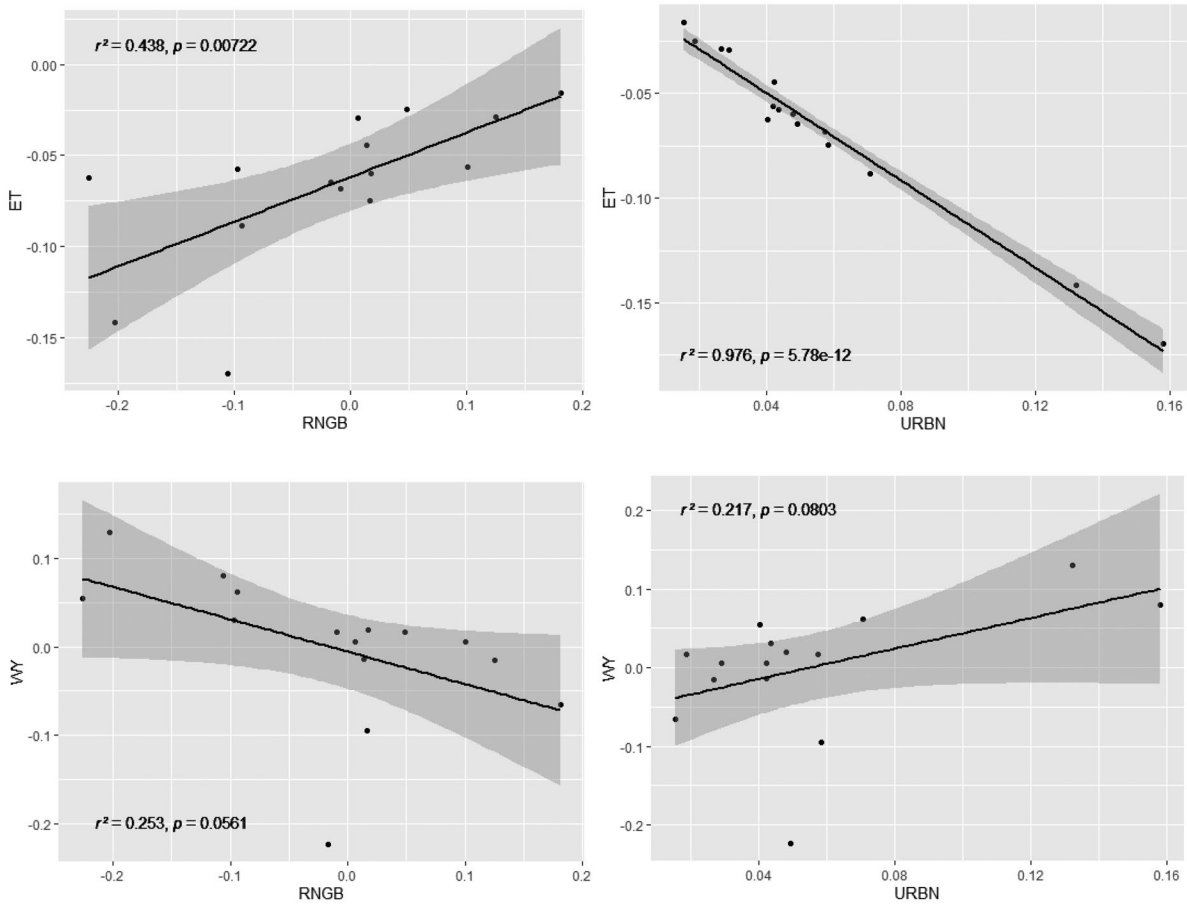 r² = 0.438, p = 0.00722
0.00
-0.05
-0.10
-0.15
ET
-0.2
-0.1
0.0
0.1
0.2
RNGB
-0.05
-0.10
-0.15
ET
r² = 0.976, p = 5.78e-12
0.04
0.08
0.12
0.16
URBN
0.1
0.0
-0.1
-0.2
WY
r² = 0.253, p = 0.0561
-0.2
-0.1
0.0
0.1
0.2
RNGB
r² = 0.217, p = 0.0803
0.2
0.1
0.0
-0.1
-0.2
WY
0.04
0.08
0.12
0.16
URBN